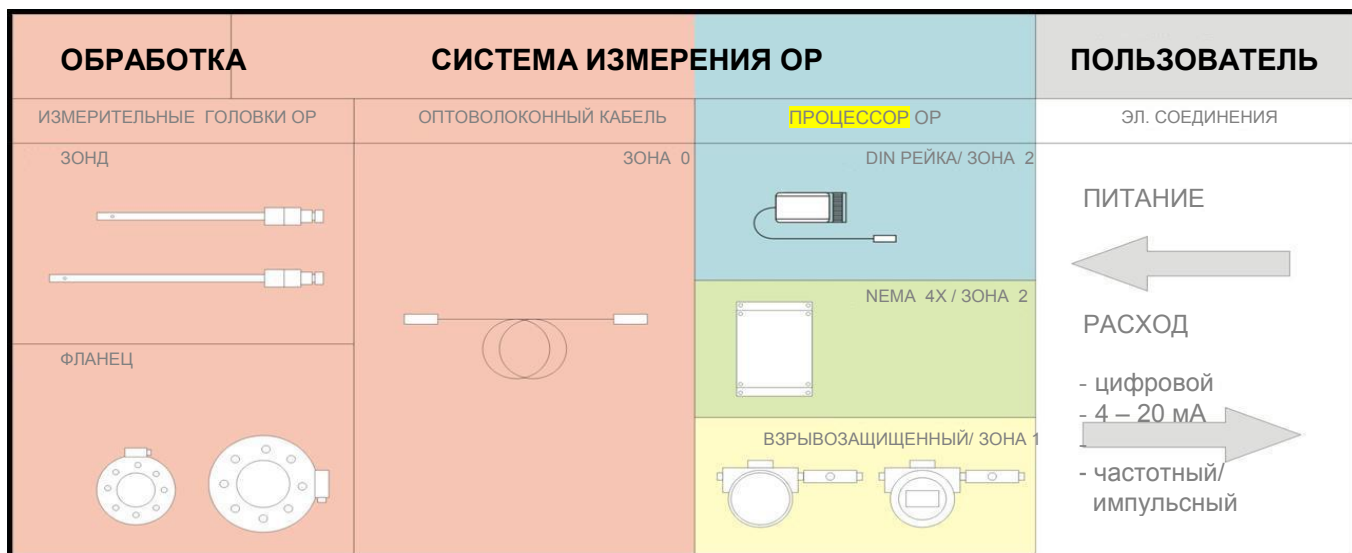 ОБРАБОТКА
СИСТЕМА ИЗМЕРЕНИЯ ОР
ПОЛЬЗОВАТЕЛЬ
ИЗМЕРИТЕЛЬНЫЕ ГОЛОВКИ ОР
ОПТОВОЛОКОННЫЙ КАБЕЛЬ
ПРОЦЕССОР ОР
ЭЛ. СОЕДИНЕНИЯ
ЗОНД
ЗОНА 0
DIN РЕЙКА/ ЗОНА 2
ПИТАНИЕ
NEMA 4X / ЗОНА 2
РАСХОД
ФЛАНЕЦ
- цифровой
- 4 – 20 мА
-
ВЗРЫВОЗАЩИЩЕННЫЙ/ ЗОНА 1
- частотный/
импульсный